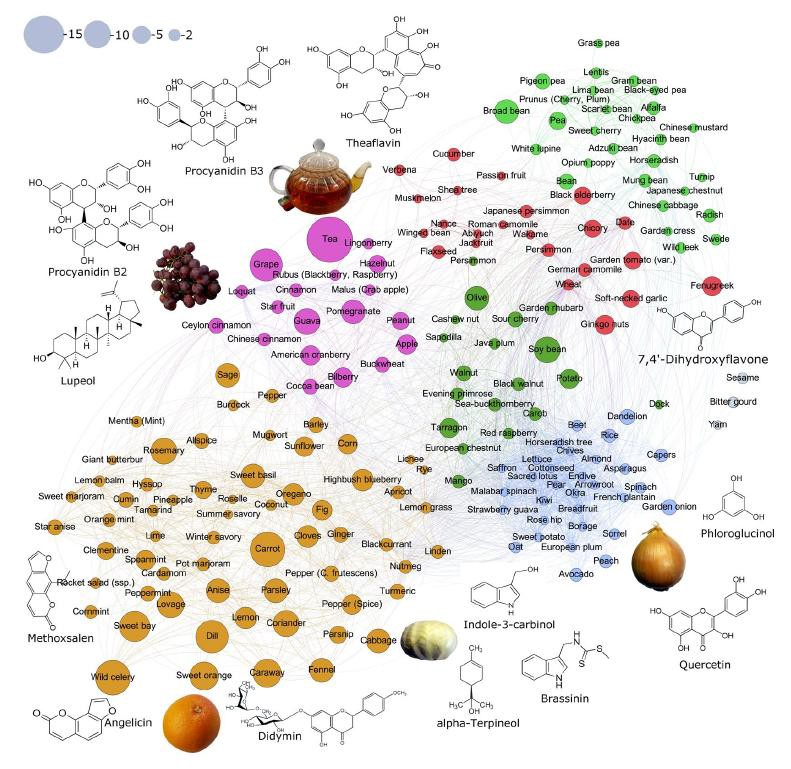 -15
-10
-5
-2
Procyanidin B3
Theaflavin
Procyanidin B2
Lupeol
Grass pea
Lentils
Pigeon pea
Gram bean
Lima bean
Black-eyed pea
Prunus (Cherry, Plum)
Broad bean
Scarlet bean
Alfalfa
Pea
Chickpea
Sweet cherry
Chinese mustard
Hyacinth bean
White lupine
Adzuki bean
Cucumber
Opium poppy
Horseradish
Verbena
Passion fruit
Bean
Mung bean
Turnip
Shea tree
Japanese chestnut
Muskmelon
Black elderberry
Chinese cabbage
Japanese persimmon
Radish
Nance
Roman camomile
Date
Winged bean
Abiyuch
Wakame
Chicory
Garden cress
Swede
Jackfruit
Flaxseed
Persimmon
Wild leek
Persimmon
Garden tomato (var.)
German camomile
Wheat
Fenugreek
Soft-necked garlic
Ginkgo nuts
Tea
Lingonberry
Grape
Hazelnut
Rubus (Blackberry, Raspberry)
Loquat
Cinnamon
Malus (Crab apple)
Star fruit
Pomegranate
Guava
Peanut
Ceylon cinnamon
Chinese cinnamon
Apple
American cranberry
Buckwheat
Bilberry
Cocoa bean
Olive
Garden rhubarb
Cashew nut
Sour cherry
Sapodilla
Java plum
Soy bean
Walnut
Potato
Black walnut
Evening primrose
Sea-buckthornberry
Carob
Tarragon
Red raspberry
European chestnut
Mango
Dock
7,4'-Dihydroxyflavone
Sesame
Bitter gourd
Yam
Dandelion
Beet
Rice
Horseradish tree
Chives
Lettuce
Almond
Capers
Saffron
Cottonseed
Asparagus
Sacred lotus
Endive
Pear
Arrowroot
Spinach
Malabar spinach
Okra
Kiwi
French plantain
Strawberry guava
Breadfruit
Garden onion
Rose hip
Borage
Sweet potato
Sorrel
Oat
European plum
Peach
Avocado
Sage
Pepper
Burdock
Mentha (Mint)
Barley
Allspice
Mugwort
Sunflower
Corn
Rosemary
Giant butterbur
Lichee
Rye
Lemon balm
Hyssop
Sweet basil
Highbush blueberry
Sweet marjoram
Cumin
Pineapple
Thyme
Roselle
Oregano
Apricot
Tamarind
Coconut
Fig
Lemon grass
Orange mint
Summer savory
Star anise
Lime
Winter savory
Cloves
Ginger
Carrot
Blackcurrant
Linden
Clementine
Spearmint
Pot marjoram
Nutmeg
Cardamom
Pepper (C. frutescens)
Rocket salad (ssp.)
Peppermint
Anise
Parsley
Turmeric
Lovage
Pepper (Spice)
Cornmint
Lemon
Coriander
Sweet bay
Dill
Parsnip
Cabbage
Wild celery
Sweet orange
Caraway
Fennel
Methoxsalen
Angelicin
Didymin
alpha-Terpineol
Indole-3-carbinol
Brassinin
Quercetin
Phloroglucinol